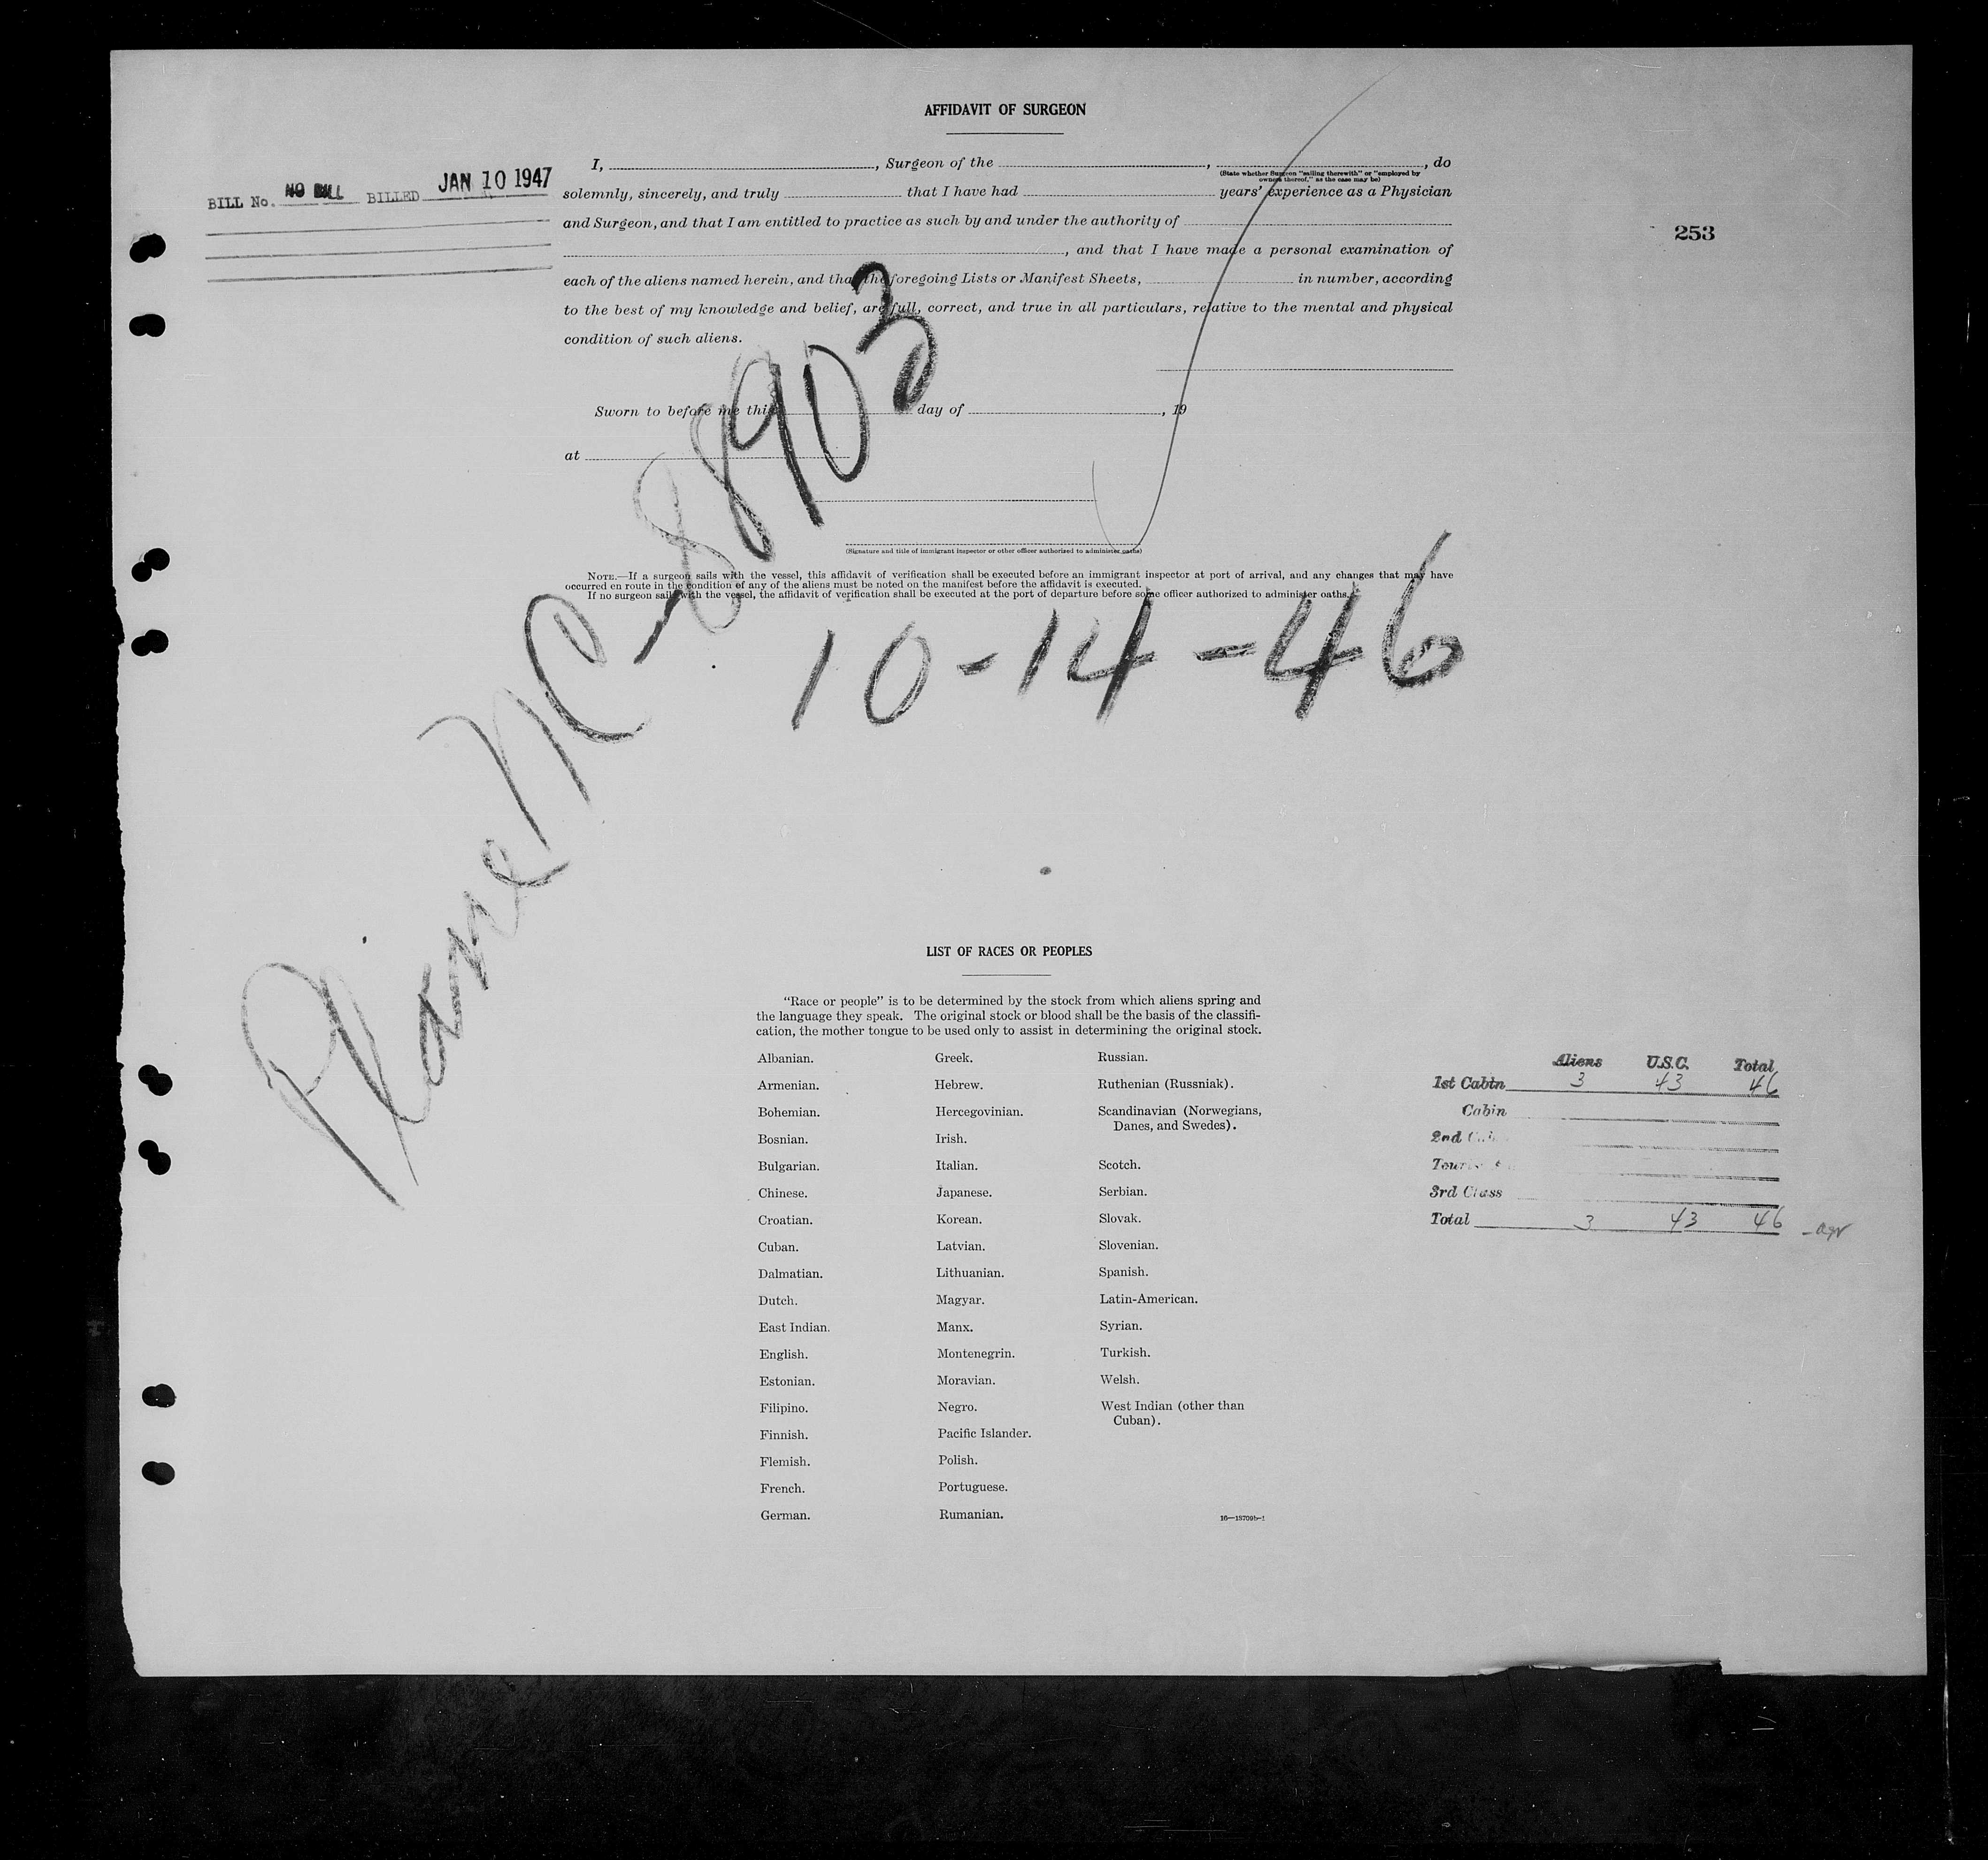 AFFIDAVIT OF SURGEON
BILL No. NO BILL BILLED JAN 10 1947
I, , Surgeon of the , , do
(State whether Surgeon "sailing therewith" or "employed by
owners thereof," as the case may be)
solemnly, sincerely, and truly that I have had years' experience as a Physician
and Surgeon, and that I am entitled to practice as such by and under the authority of
253
, and that I have made a personal examination of
each of the aliens named herein, and that the foregoing Lists or Manifest Sheets, in number, according
to the best of my knowledge and belief, are full, correct, and true in all particulars, relative to the mental and physical
condition of such aliens.
Sworn to before me this day of , 19
at
(Signature and title of immigrant inspector or other officer authorized to administer oaths)
NOTE.—If a surgeon sails with the vessel, this affidavit of verification shall be executed before an immigrant inspector at port of arrival, and any changes that may have
occurred en route in the condition of any of the aliens must be noted on the manifest before the affidavit is executed.
If no surgeon sails with the vessel, the affidavit of verification shall be executed at the port of departure before some officer authorized to administer oaths.
Plane NC-88903
10-14-46
LIST OF RACES OR PEOPLES
"Race or people" is to be determined by the stock from which aliens spring and
the language they speak. The original stock or blood shall be the basis of the classifi-
cation, the mother tongue to be used only to assist in determining the original stock.
Albanian.
Armenian.
Bohemian.
Bosnian.
Bulgarian.
Chinese.
Croatian.
Cuban.
Dalmatian.
Dutch.
East Indian.
English.
Estonian.
Filipino.
Finnish.
Flemish.
French.
German.
Greek.
Hebrew.
Hercegovinian.
Irish.
Italian.
Japanese.
Korean.
Latvian.
Lithuanian.
Magyar.
Manx.
Montenegrin.
Moravian.
Negro.
Pacific Islander.
Polish.
Portuguese.
Rumanian.
Russian.
Ruthenian (Russniak).
Scandinavian (Norwegians,
Danes, and Swedes).
Scotch.
Serbian.
Slovak.
Slovenian.
Spanish.
Latin-American.
Syrian.
Turkish.
Welsh.
West Indian (other than
Cuban).
Aliens U.S.C. Total
1st Cabin 3 43 46
Cabin
2nd
3rd Class
Total 3 43 46